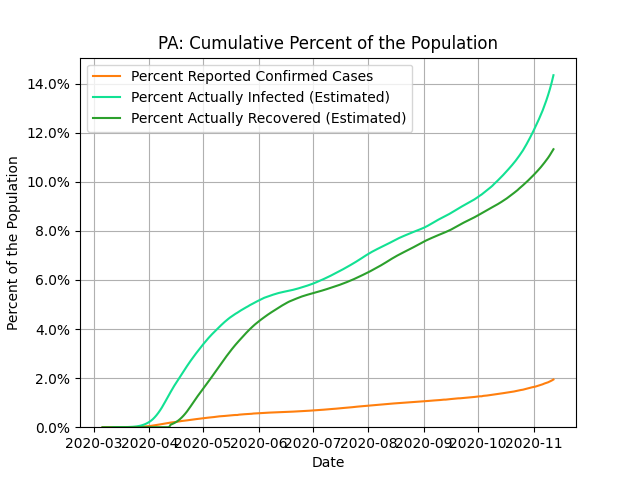 PA: Cumulative Percent of the Population
Percent Reported Confirmed Cases
Percent Actually Infected (Estimated)
Percent Actually Recovered (Estimated)
Percent of the Population
14.0%
12.0%
10.0%
8.0%
6.0%
4.0%
2.0%
0.0%
2020-03 2020-04 2020-05 2020-06 2020-07 2020-08 2020-09 2020-10 2020-11
Date